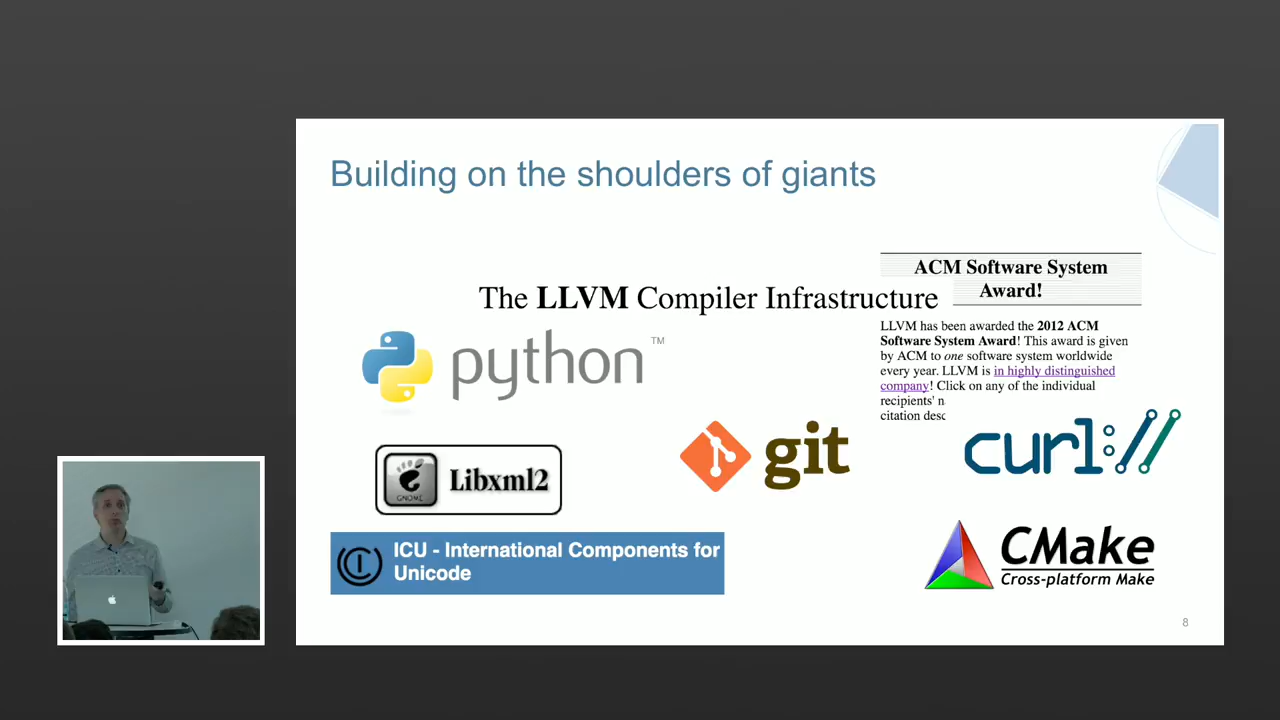 Building on the shoulders of giants
ACM Software System
Award!
The LLVM Compiler Infrastructure
LLVM has been awarded the 2012 ACM
Software System Award! This award is given
by ACM to one software system worldwide
every year. LLVM is in highly distinguished
company! Click on any of the individual
recipients' n
citation desc
python TM
git
curl://
GNOME
Libxml2
ICU - International Components for
Unicode
CMake
Cross-platform Make
8